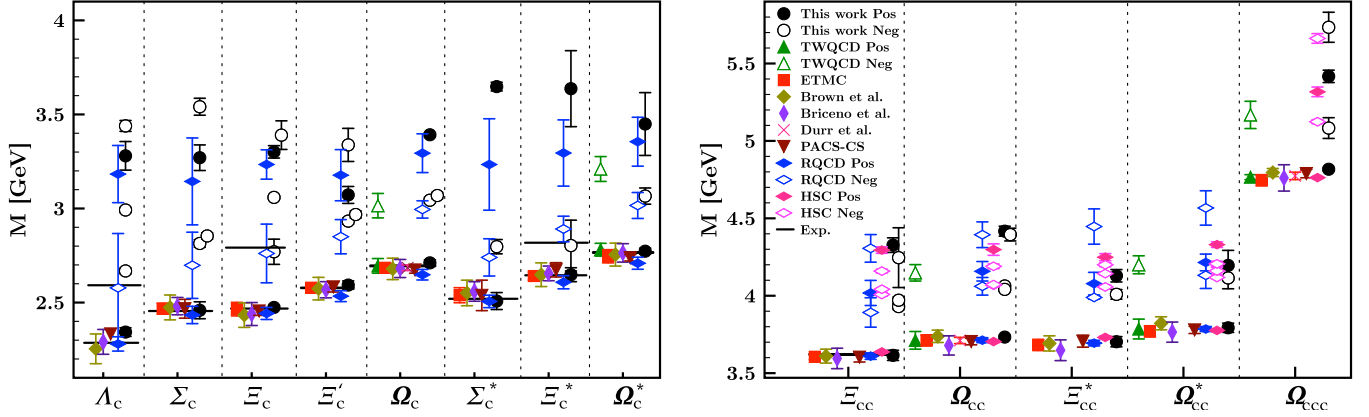 4
3.5
3
2.5
M [GeV]
Λc
Σc
Ξc
Ξ′c
Ωc
Σ*c
Ξ*c
Ω*c
5.5
5
4.5
4
3.5
M [GeV]
This work Pos
This work Neg
TWQCD Pos
TWQCD Neg
ETMC
Brown et al.
Briceno et al.
Durr et al.
PACS-CS
RQCD Pos
RQCD Neg
HSC Pos
HSC Neg
Exp.
Ξcc
Ωcc
Ξ*cc
Ω*cc
Ωccc